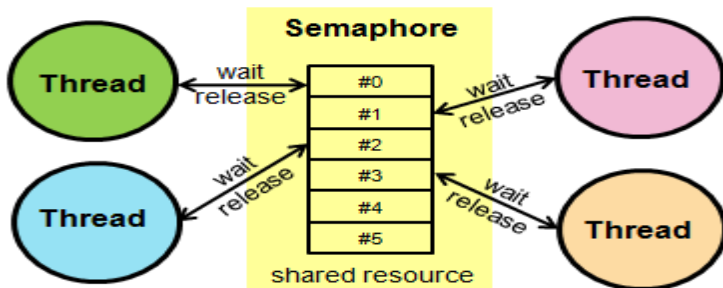 Semaphore
Thread
wait
release
#0
#1
#2
#3
#4
#5
wait
release
Thread
Thread
wait
release
wait
release
Thread
shared resource